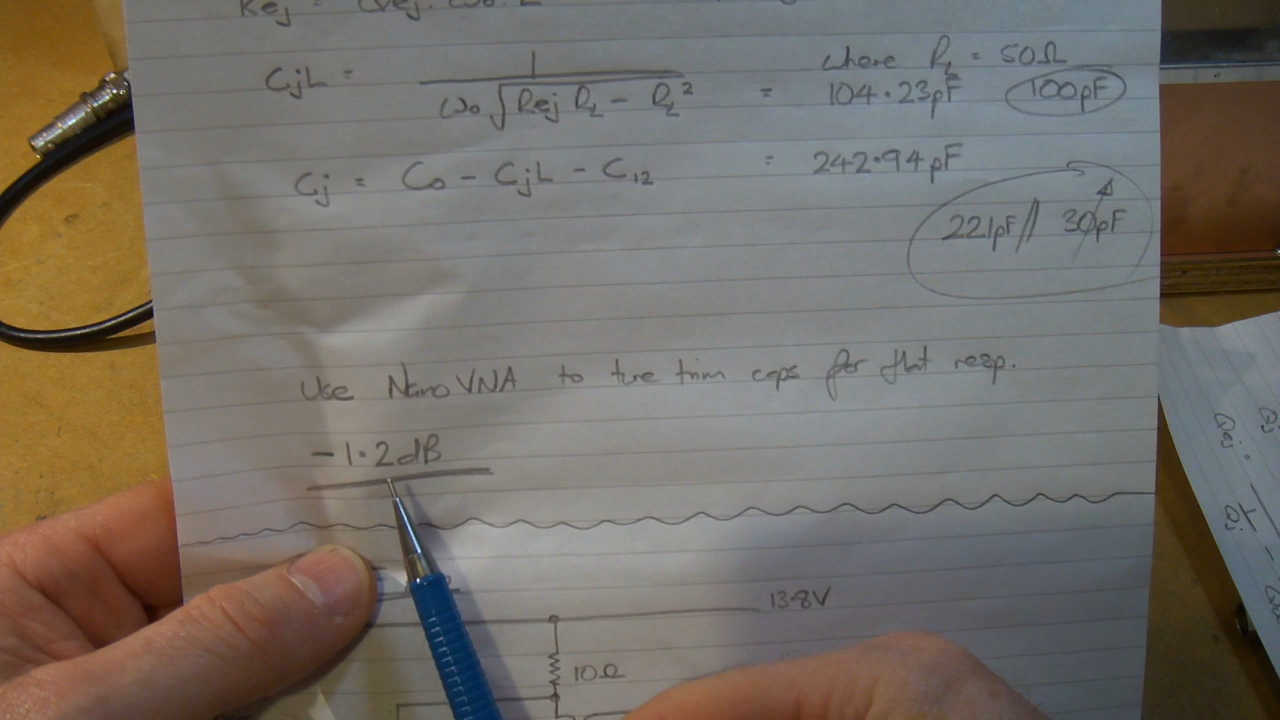 where RL = 50Ω
CjL = 1 / ω₀√(Rej RL - RL²) = 104.23pF 100pF
Cj = C₀ - CjL - C₁₂ = 242.94pF
221pF // 30pF
Use NanoVNA to tune trim caps for flat resp.
-1.2dB
13.8V
10Ω